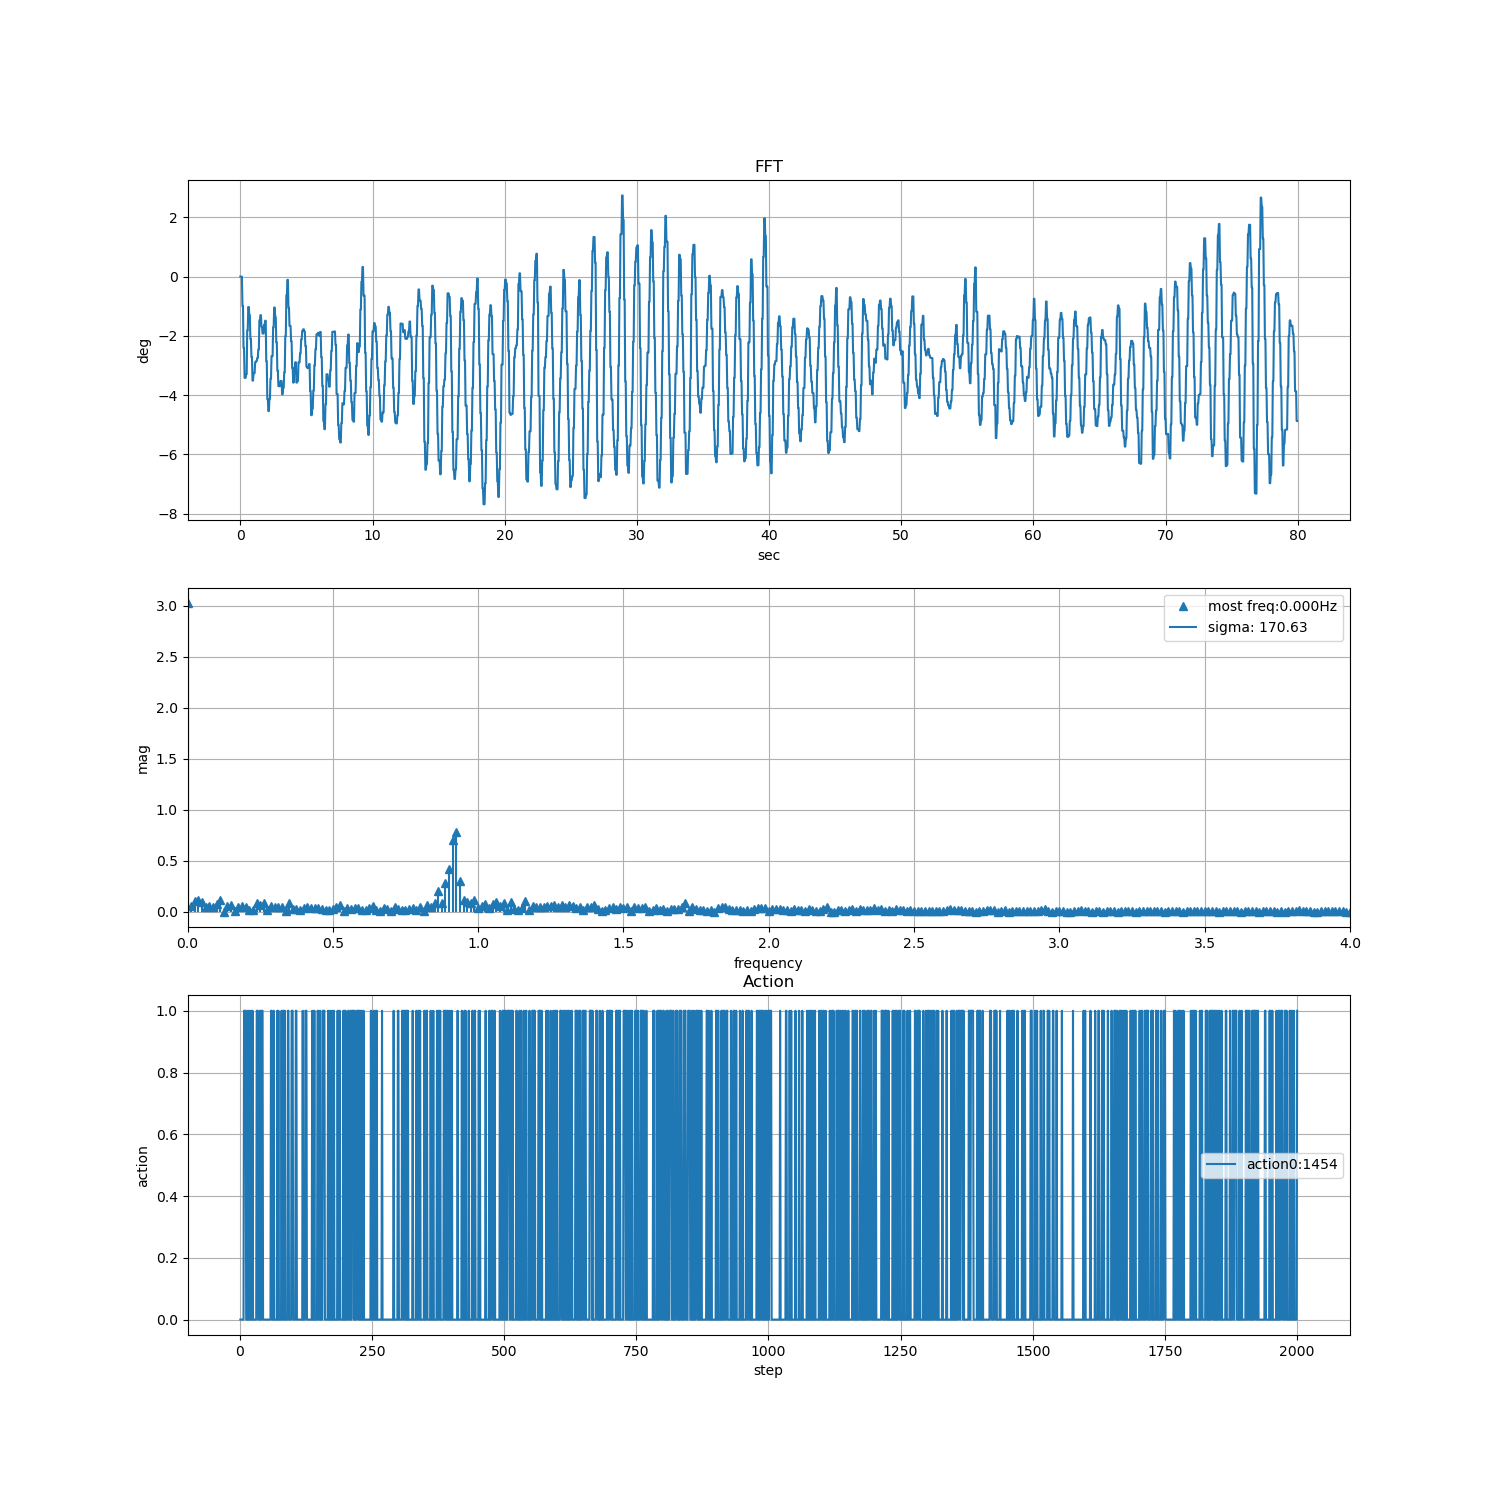 FFT
2
0
−2
−4
−6
−8
deg
0 10 20 30 40 50 60 70 80
sec
3.0
2.5
2.0
1.5
1.0
0.5
0.0
mag
most freq:0.000Hz
sigma: 170.63
0.0 0.5 1.0 1.5 2.0 2.5 3.0 3.5 4.0
frequency
Action
1.0
0.8
0.6
0.4
0.2
0.0
action
action0:1454
0 250 500 750 1000 1250 1500 1750 2000
step